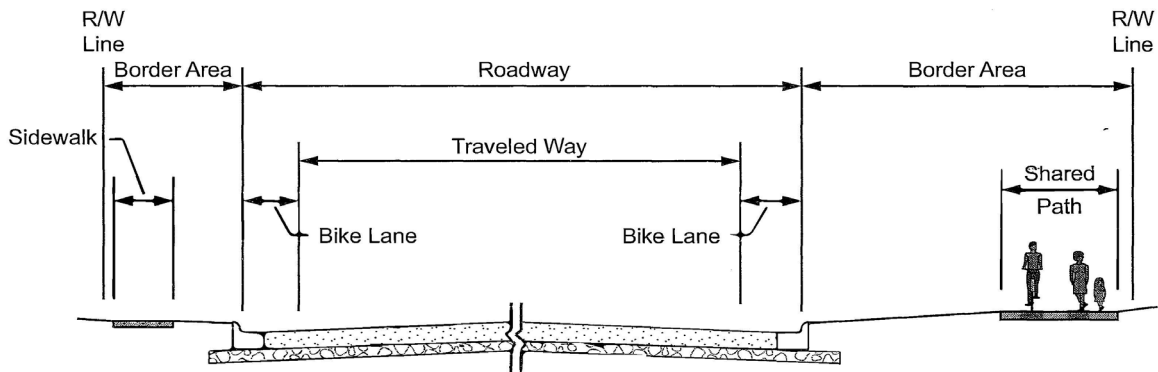 R/W
Line
R/W
Line
Border Area
Roadway
Border Area
Sidewalk
Traveled Way
Shared
Path
Bike Lane
Bike Lane